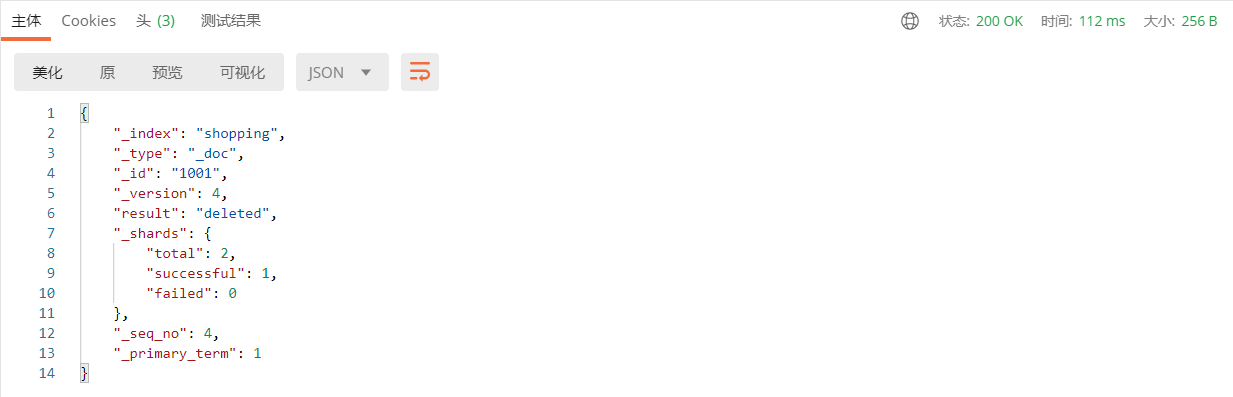 主体 Cookies 头 (3) 测试结果 状态: 200 OK 时间: 112 ms 大小: 256 B
美化 原 预览 可视化 JSON
1 {
2 "_index": "shopping",
3 "_type": "_doc",
4 "_id": "1001",
5 "_version": 4,
6 "result": "deleted",
7 "_shards": {
8 "total": 2,
9 "successful": 1,
10 "failed": 0
11 },
12 "_seq_no": 4,
13 "_primary_term": 1
14 }